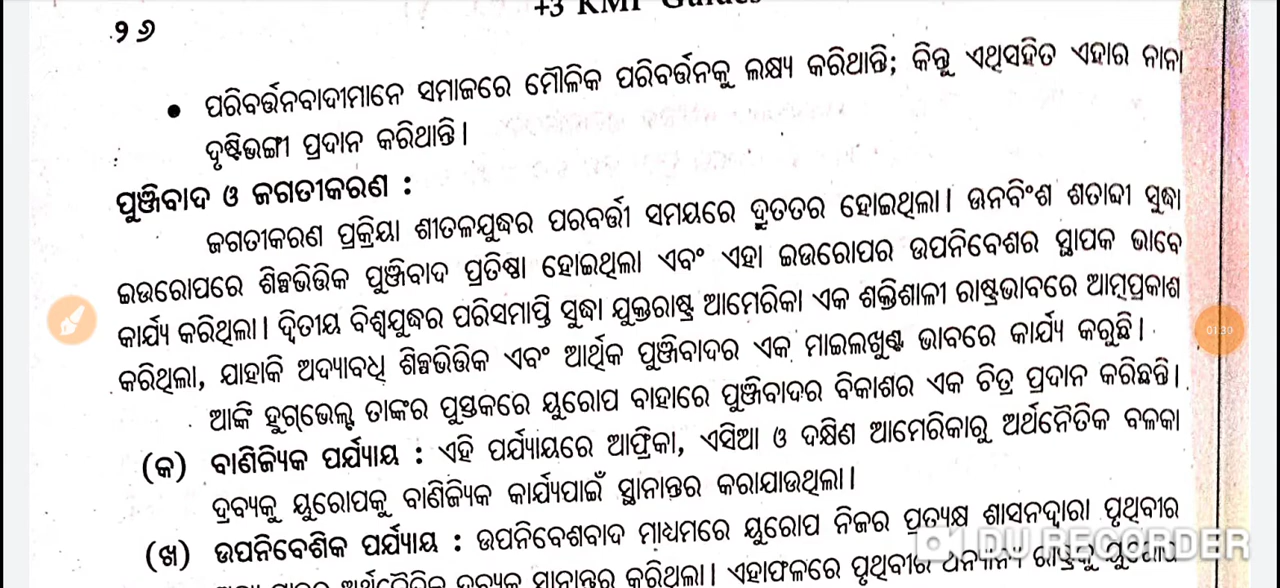 +3 KMP Guides
୨୬
• ପରିବର୍ତ୍ତନବାଦୀମାନେ ସମାଜରେ ମୌଳିକ ପରିବର୍ତ୍ତନକୁ ଲକ୍ଷ୍ୟ କରିଥାନ୍ତି; କିନ୍ତୁ ଏଥିସହିତ ଏହାର ନାନା
ଦୃଷ୍ଟିଭଙ୍ଗୀ ପ୍ରଦାନ କରିଥାନ୍ତି।
ପୁଞ୍ଜିବାଦ ଓ ଜଗତୀକରଣ :
ଜଗତୀକରଣ ପ୍ରକ୍ରିୟା ଶୀତଳଯୁଦ୍ଧର ପରବର୍ତ୍ତୀ ସମୟରେ ଦ୍ରୁତତର ହୋଇଥିଲା। ଊନବିଂଶ ଶତାବ୍ଦୀ ସୁଦ୍ଧା
ଇଉରୋପରେ ଶିଳ୍ପଭିତ୍ତିକ ପୁଞ୍ଜିବାଦ ପ୍ରତିଷ୍ଠା ହୋଇଥିଲା ଏବଂ ଏହା ଇଉରୋପର ଉପନିବେଶର ସ୍ଥାପକ ଭାବେ
କାର୍ଯ୍ୟ କରିଥିଲା। ଦ୍ୱିତୀୟ ବିଶ୍ୱଯୁଦ୍ଧର ପରିସମାପ୍ତି ସୁଦ୍ଧା ଯୁକ୍ତରାଷ୍ଟ୍ର ଆମେରିକା ଏକ ଶକ୍ତିଶାଳୀ ରାଷ୍ଟ୍ରଭାବରେ ଆତ୍ମପ୍ରକାଶ
କରିଥିଲା, ଯାହାକି ଅଦ୍ୟାବଧି ଶିଳ୍ପଭିତ୍ତିକ ଏବଂ ଆର୍ଥିକ ପୁଞ୍ଜିବାଦର ଏକ ମାଇଲଖୁଣ୍ଟ ଭାବରେ କାର୍ଯ୍ୟ କରୁଛି।
ଆଙ୍କି ହୁଗ୍‌ଭେଲ୍ଟ ତାଙ୍କର ପୁସ୍ତକରେ ୟୁରୋପ ବାହାରେ ପୁଞ୍ଜିବାଦର ବିକାଶର ଏକ ଚିତ୍ର ପ୍ରଦାନ କରିଛନ୍ତି।
(କ) ବାଣିଜ୍ୟିକ ପର୍ଯ୍ୟାୟ : ଏହି ପର୍ଯ୍ୟାୟରେ ଆଫ୍ରିକା, ଏସିଆ ଓ ଦକ୍ଷିଣ ଆମେରିକାରୁ ଅର୍ଥନୈତିକ ବଳକା
ଦ୍ରବ୍ୟକୁ ୟୁରୋପକୁ ବାଣିଜ୍ୟିକ କାର୍ଯ୍ୟପାଇଁ ସ୍ଥାନାନ୍ତର କରାଯାଉଥିଲା।
(ଖ) ଉପନିବେଶିକ ପର୍ଯ୍ୟାୟ : ଉପନିବେଶବାଦ ମାଧ୍ୟମରେ ୟୁରୋପ ନିଜର ପ୍ରତ୍ୟକ୍ଷ ଶାସନଦ୍ୱାରା ପୃଥିବୀର
ଅର୍ଥନୈତିକ ଦ୍ରବ୍ୟକୁ ସ୍ଥାନାନ୍ତର କରିଥିଲା। ଏହାଫଳରେ ପୃଥିବୀର
01:30
DU RECORDER